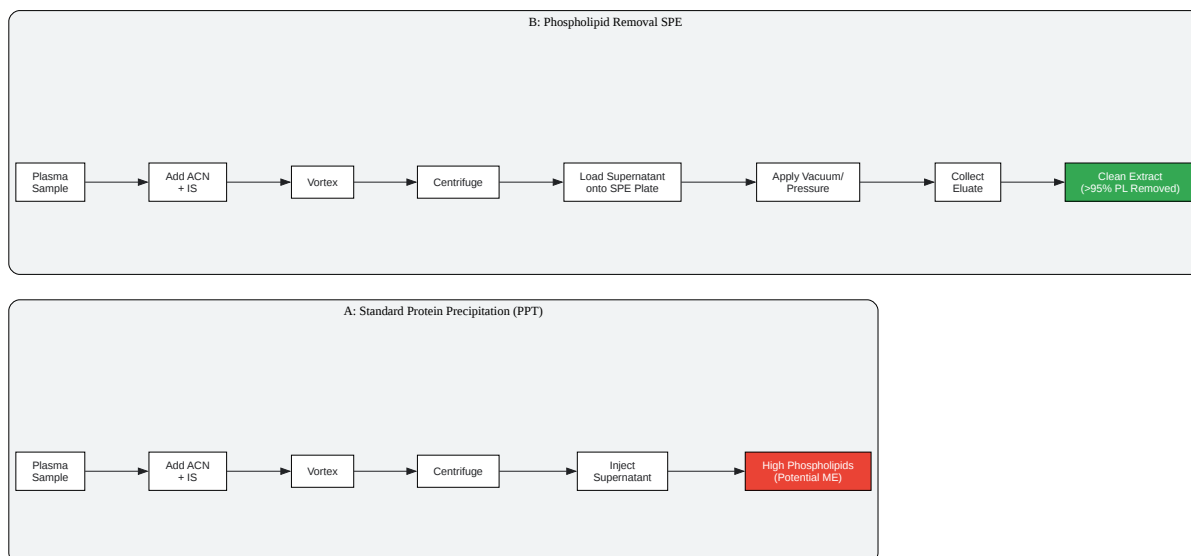 B: Phospholipid Removal SPE
Plasma
Sample
Add ACN
+ IS
Vortex
Centrifuge
Load Supernatant
onto SPE Plate
Apply Vacuum/
Pressure
Collect
Eluate
Clean Extract
(>95% PL Removed)
A: Standard Protein Precipitation (PPT)
Plasma
Sample
Add ACN
+ IS
Vortex
Centrifuge
Inject
Supernatant
High Phospholipids
(Potential ME)